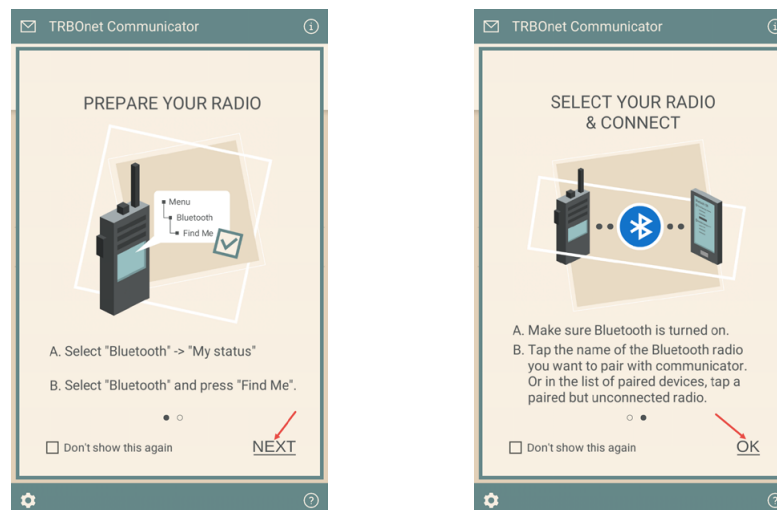 TRBOnet Communicator
PREPARE YOUR RADIO
Menu
Bluetooth
Find Me
A. Select "Bluetooth" -> "My status"
B. Select "Bluetooth" and press "Find Me".
Don't show this again
NEXT
TRBOnet Communicator
SELECT YOUR RADIO
& CONNECT
A. Make sure Bluetooth is turned on.
B. Tap the name of the Bluetooth radio
you want to pair with communicator.
Or in the list of paired devices, tap a
paired but unconnected radio.
Don't show this again
OK